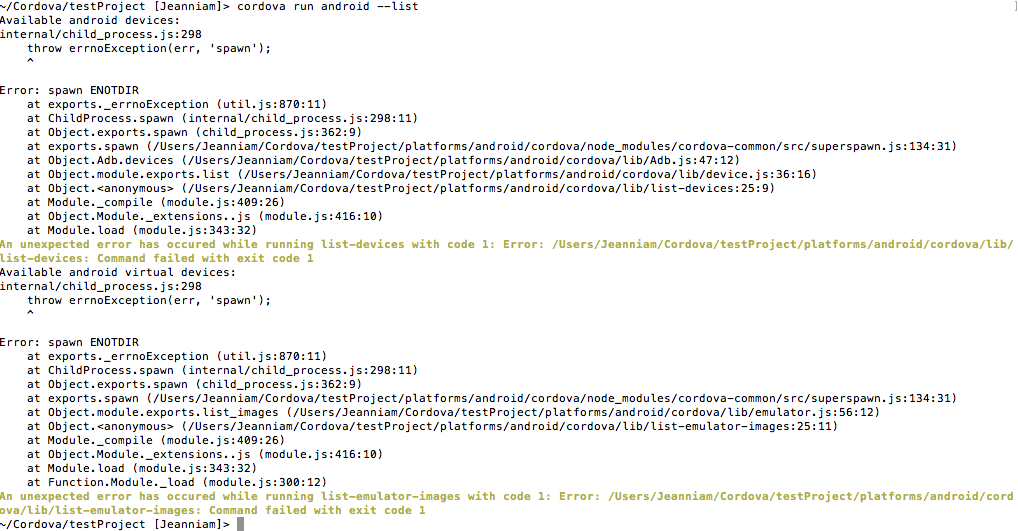 ~/Cordova/testProject [Jeanniam]> cordova run android --list
Available android devices:
internal/child_process.js:298
    throw errnoException(err, 'spawn');
    ^
Error: spawn ENOTDIR
    at exports._errnoException (util.js:870:11)
    at ChildProcess.spawn (internal/child_process.js:298:11)
    at Object.exports.spawn (child_process.js:362:9)
    at exports.spawn (/Users/Jeanniam/Cordova/testProject/platforms/android/cordova/node_modules/cordova-common/src/superspawn.js:134:31)
    at Object.Adb.devices (/Users/Jeanniam/Cordova/testProject/platforms/android/cordova/lib/Adb.js:47:12)
    at Object.module.exports.list (/Users/Jeanniam/Cordova/testProject/platforms/android/cordova/lib/device.js:36:16)
    at Object.<anonymous> (/Users/Jeanniam/Cordova/testProject/platforms/android/cordova/lib/list-devices:25:9)
    at Module._compile (module.js:409:26)
    at Object.Module._extensions..js (module.js:416:10)
    at Module.load (module.js:343:32)
An unexpected error has occured while running list-devices with code 1: Error: /Users/Jeanniam/Cordova/testProject/platforms/android/cordova/lib/
list-devices: Command failed with exit code 1
Available android virtual devices:
internal/child_process.js:298
    throw errnoException(err, 'spawn');
    ^
Error: spawn ENOTDIR
    at exports._errnoException (util.js:870:11)
    at ChildProcess.spawn (internal/child_process.js:298:11)
    at Object.exports.spawn (child_process.js:362:9)
    at exports.spawn (/Users/Jeanniam/Cordova/testProject/platforms/android/cordova/node_modules/cordova-common/src/superspawn.js:134:31)
    at Object.module.exports.list_images (/Users/Jeanniam/Cordova/testProject/platforms/android/cordova/lib/emulator.js:56:12)
    at Object.<anonymous> (/Users/Jeanniam/Cordova/testProject/platforms/android/cordova/lib/list-emulator-images:25:11)
    at Module._compile (module.js:409:26)
    at Object.Module._extensions..js (module.js:416:10)
    at Module.load (module.js:343:32)
    at Function.Module._load (module.js:300:12)
An unexpected error has occured while running list-emulator-images with code 1: Error: /Users/Jeanniam/Cordova/testProject/platforms/android/cord
ova/lib/list-emulator-images: Command failed with exit code 1
~/Cordova/testProject [Jeanniam]>